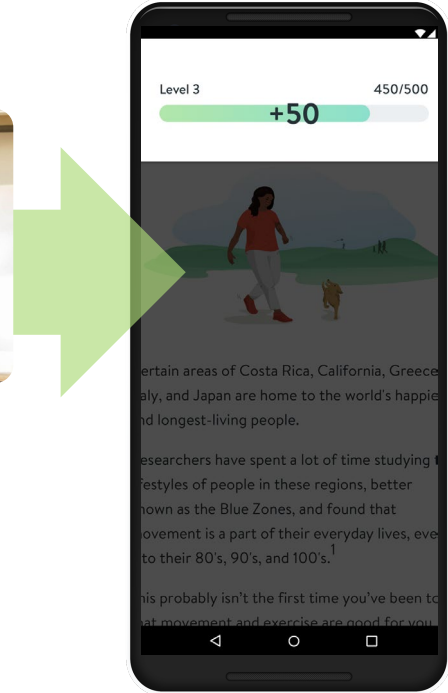 Level 3 450/500
+50
ertain areas of Costa Rica, California, Greece
aly, and Japan are home to the world's happie
nd longest-living people.
esearchers have spent a lot of time studying
festyles of people in these regions, better
nown as the Blue Zones, and found that
ovement is a part of their everyday lives, eve
to their 80's, 90's, and 100's.1
his probably isn't the first time you've been to
at movement and exercise are good for you